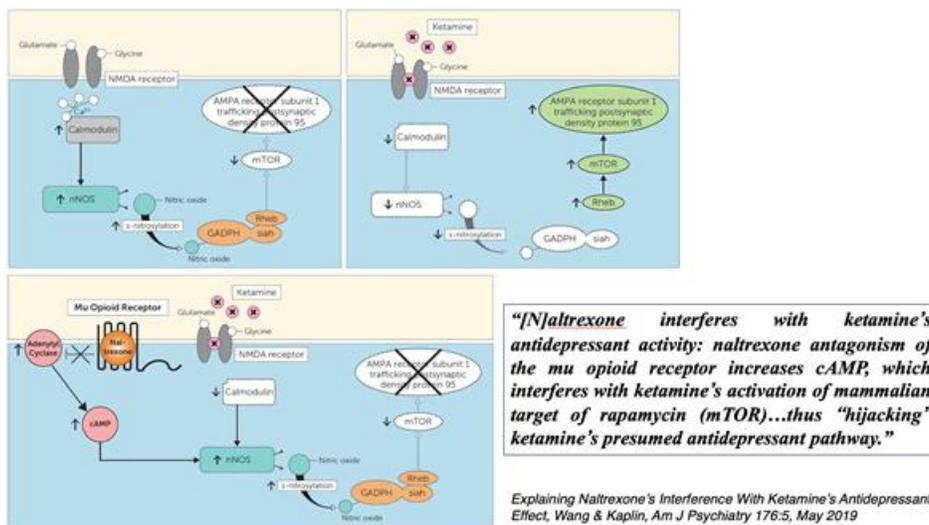 Glutamate
Glycine
NMDA receptor
Ca2+
Calmodulin
nNOS
Nitric oxide
s-nitrosylation
Nitric oxide
GADPH
siah
Rheb
mTOR
AMPA receptor subunit 1
trafficking postsynaptic
density protein 95
Ketamine
Glutamate
Glycine
NMDA receptor
Calmodulin
nNOS
s-nitrosylation
GADPH
siah
Rheb
mTOR
AMPA receptor subunit 1
trafficking postsynaptic
density protein 95
Mu Opioid Receptor
Adenylyl
Cyclase
Nal-
trexone
cAMP
Ketamine
Glutamate
Glycine
NMDA receptor
Calmodulin
nNOS
Nitric oxide
s-nitrosylation
Nitric oxide
GADPH
siah
Rheb
mTOR
AMPA receptor subunit 1
trafficking postsynaptic
density protein 95
“[N]altrexone interferes with ketamine’s
antidepressant activity: naltrexone antagonism of
the mu opioid receptor increases cAMP, which
interferes with ketamine’s activation of mammalian
target of rapamycin (mTOR)…thus “hijacking”
ketamine’s presumed antidepressant pathway.”
Explaining Naltrexone’s Interference With Ketamine’s Antidepressant
Effect, Wang & Kaplin, Am J Psychiatry 176:5, May 2019